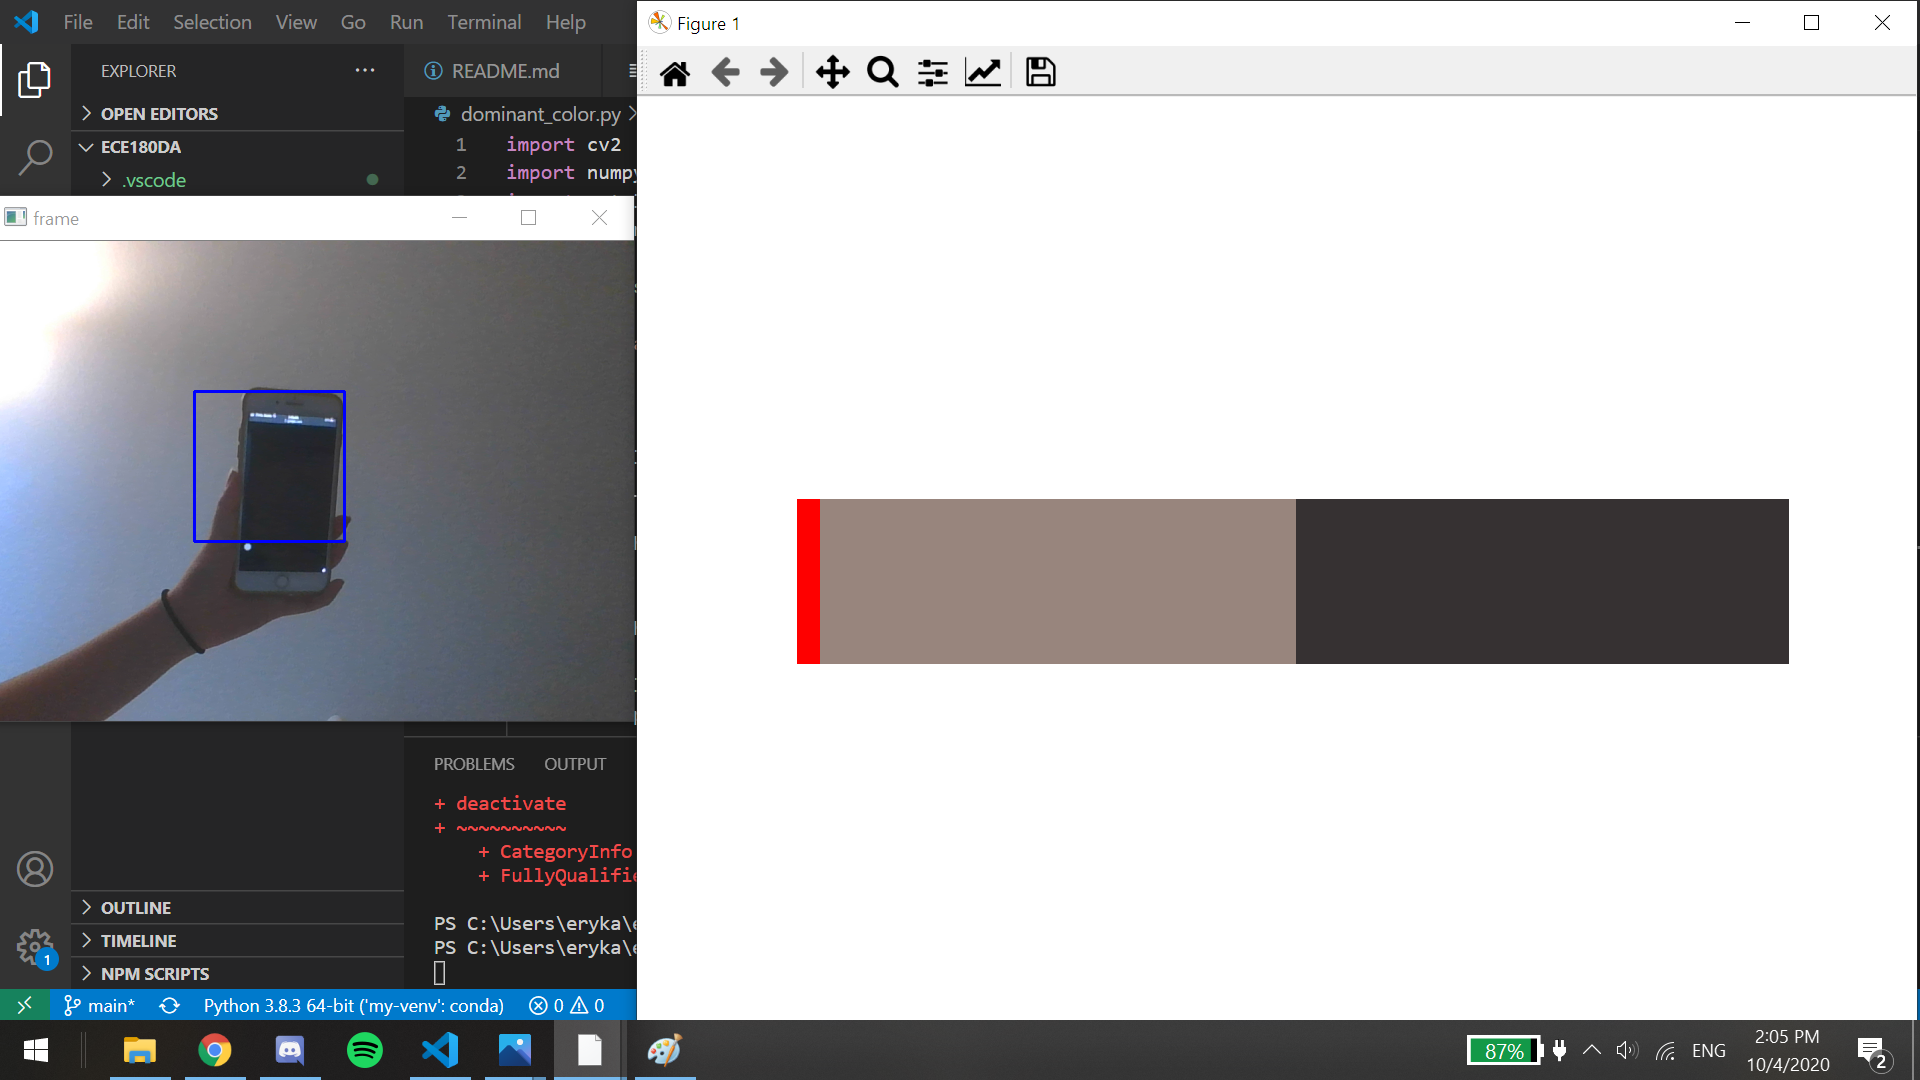 File Edit Selection View Go Run Terminal Help
EXPLORER
README.md
OPEN EDITORS
dominant_color.py
ECE180DA
1 import cv2
2 import numpy
.vscode
frame
Figure 1
PROBLEMS OUTPUT
+ deactivate
+ ~~~~~~~~~~
+ CategoryInfo
+ FullyQualifie
PS C:\Users\eryka\e
PS C:\Users\eryka\e
OUTLINE
TIMELINE
NPM SCRIPTS
1
main* Python 3.8.3 64-bit ('my-venv': conda) 0 0
87% ENG 2:05 PM
10/4/2020
2